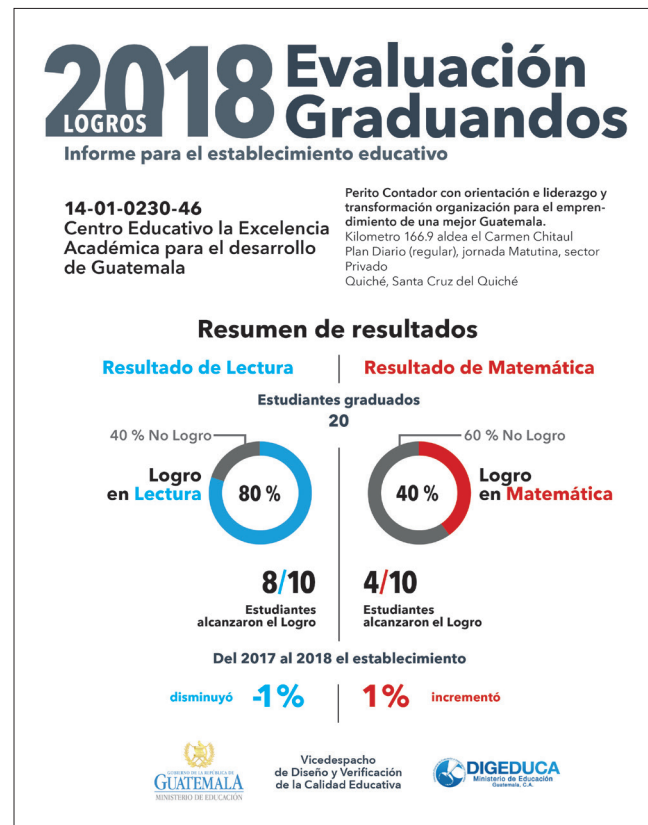 2018
LOGROS
Evaluación
Graduandos
Informe para el establecimiento educativo
14-01-0230-46
Centro Educativo la Excelencia
Académica para el desarrollo
de Guatemala
Perito Contador con orientación e liderazgo y
transformación organización para el empren-
dimiento de una mejor Guatemala.
Kilometro 166.9 aldea el Carmen Chitaul
Plan Diario (regular), jornada Matutina, sector
Privado
Quiché, Santa Cruz del Quiché
Resumen de resultados
Resultado de Lectura
Resultado de Matemática
Estudiantes graduados
20
40 % No Logro
Logro
en Lectura
80 %
60 % No Logro
40 %
Logro
en Matemática
8/10
Estudiantes
alcanzaron el Logro
4/10
Estudiantes
alcanzaron el Logro
Del 2017 al 2018 el establecimiento
disminuyó -1%
1% incrementó
GOBIERNO DE LA REPÚBLICA DE
GUATEMALA
MINISTERIO DE EDUCACIÓN
Vicedespacho
de Diseño y Verificación
de la Calidad Educativa
DIGEDUCA
Ministerio de Educación
Guatemala, C.A.